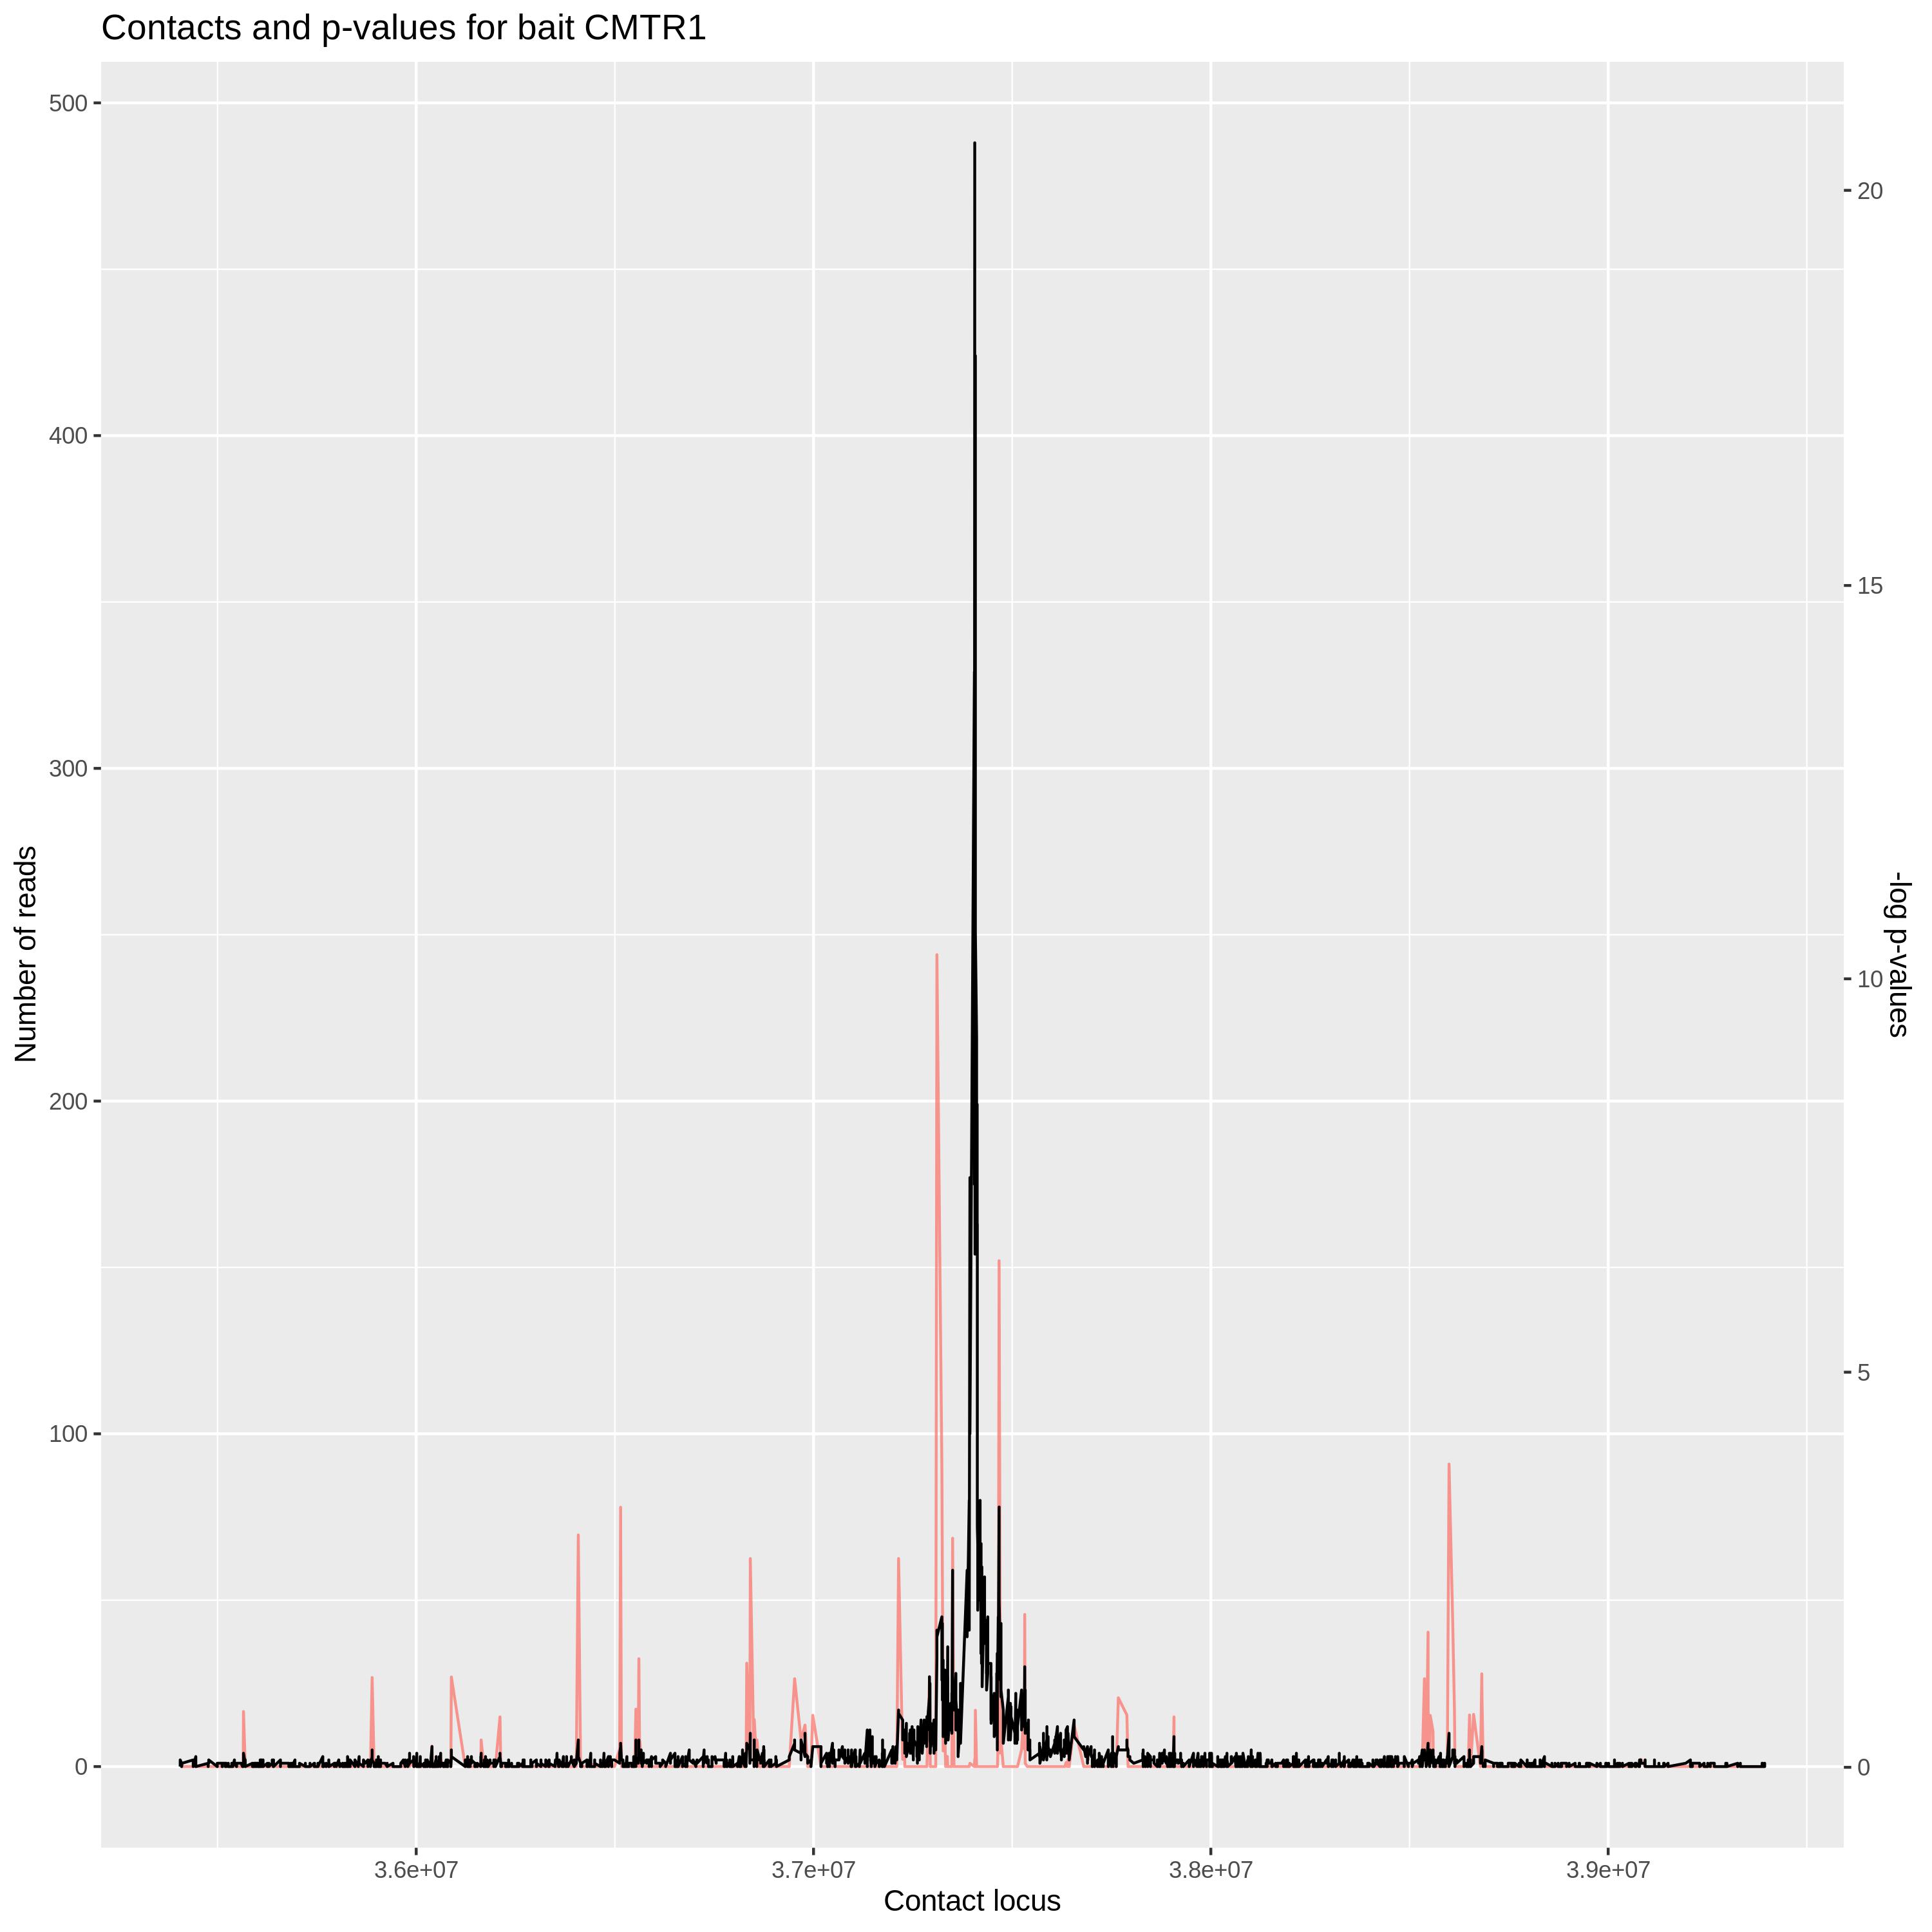 Contacts and p-values for bait CMTR1
500
400
300
200
100
0
Number of reads
20
15
10
5
0
-log p-values
3.6e+07
3.7e+07
3.8e+07
3.9e+07
Contact locus